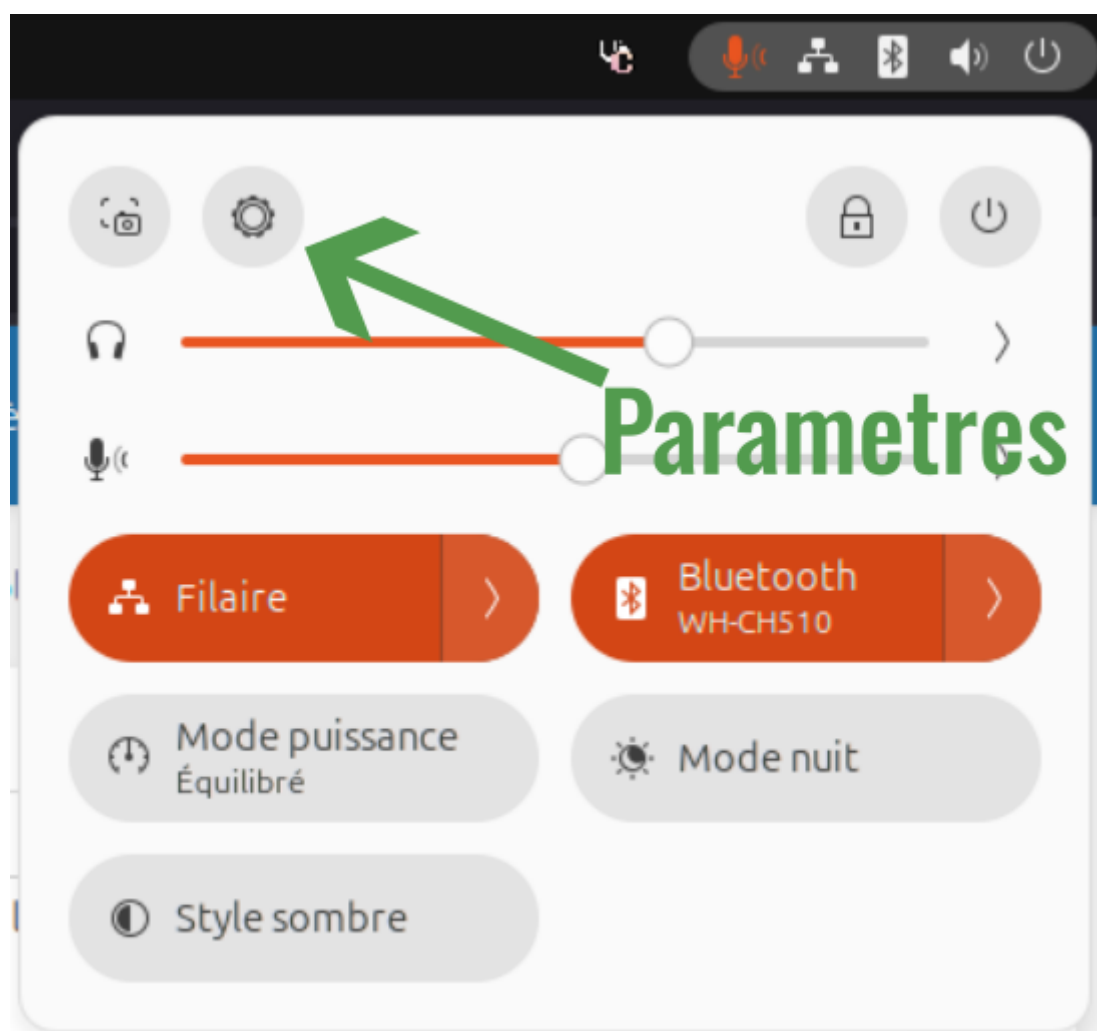 Parametres
Filaire
Bluetooth
WH-CH510
Mode puissance
Équilibré
Mode nuit
Style sombre